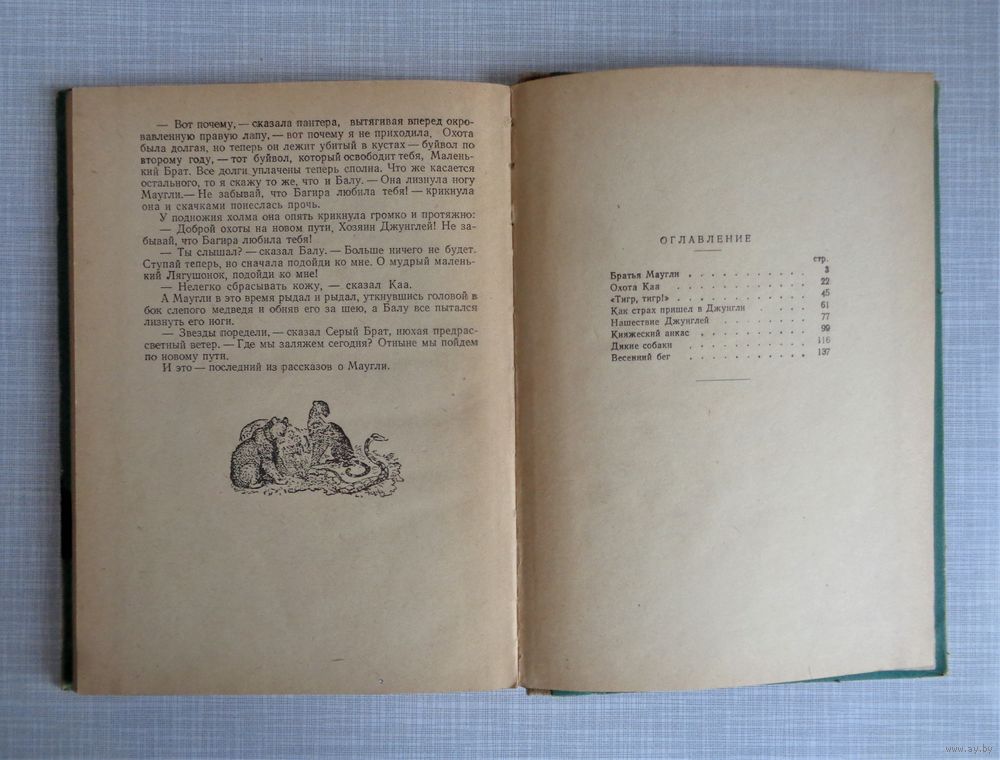 — Вот почему, — сказала пантера, вытягивая вперед окро-
вавленную правую лапу, — вот почему я не приходила, Охота
была долгая, но теперь он лежит убитый в кустах — буйвол по
второму году, — тот буйвол, который освободит тебя, Малень-
кий Брат. Все долги уплачены теперь сполна. Что же касается
остального, то я скажу то же, что и Балу. — Она лизнула ногу
Маугли. — Не забывай, что Багира любила тебя! — крикнула
она и скачками понеслась прочь.
У подножия холма она опять крикнула громко и протяжно:
— Доброй охоты на новом пути, Хозяин Джунглей! Не за-
бывай, что Багира любила тебя!
— Ты слышал? — сказал Балу. — Больше ничего не будет.
Ступай теперь, но сначала подойди ко мне. О мудрый малень-
кий Лягушонок, подойди ко мне!
— Нелегко сбрасывать кожу, — сказал Каа.
А Маугли в это время рыдал и рыдал, уткнувшись головой в
бок слепого медведя и обняв его за шею, а Балу все пытался
лизнуть его ноги.
— Звезды поредели, — сказал Серый Брат, нюхая предрас-
светный ветер. — Где мы заляжем сегодня? Отныне мы пойдем
по новому пути.
И это — последний из рассказов о Маугли.
ОГЛАВЛЕНИЕ
стр.
Братья Маугли . . . . . . . . . . . 3
Охота Каа . . . . . . . . . . . . 22
«Тигр, тигр!» . . . . . . . . . . . 45
Как страх пришел в Джунгли . . . . 61
Нашествие Джунглей . . . . . . . . 77
Княжеский анкас . . . . . . . . . . 99
Дикие собаки . . . . . . . . . . . 116
Весенний бег . . . . . . . . . . . 137
www.ay.by